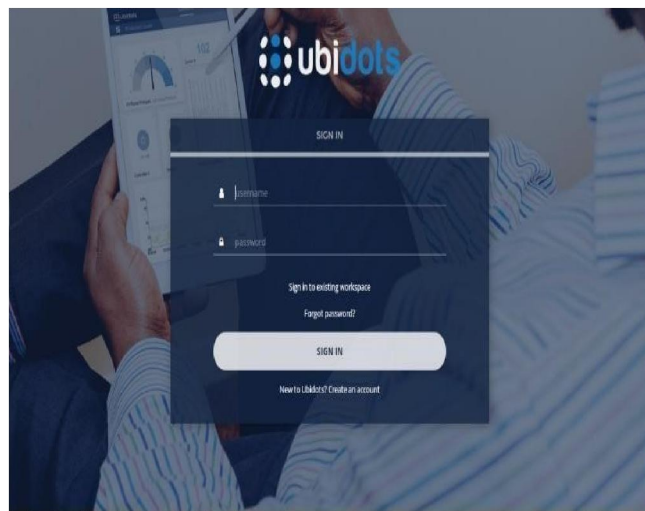 ubidots
SIGN IN
username
password
Sign in to existing workspace
Forgot password?
SIGN IN
New to Ubidots? Create an account